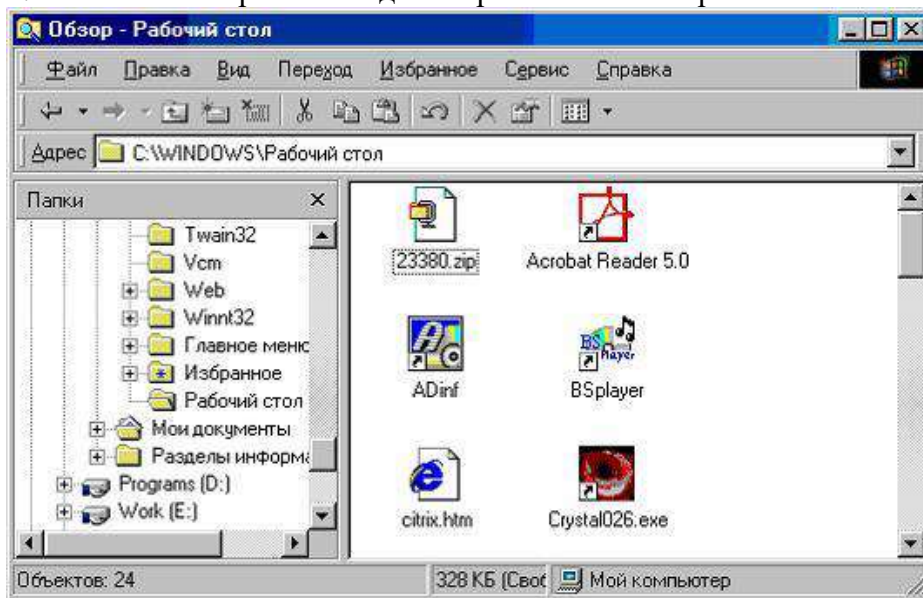 Обзор - Рабочий стол
Файл Правка Вид Переход Избранное Сервис Справка
Адрес C:\WINDOWS\Рабочий стол
Папки
Twain32
Vcm
Web
Winnt32
Главное меню
Избранное
Рабочий стол
Мои документы
Разделы информа
Programs (D:)
Work (E:)
23380.zip
Acrobat Reader 5.0
ADinf
BSplayer
citrix.htm
Crystal026.exe
Объектов: 24
328 КБ (Своб
Мой компьютер